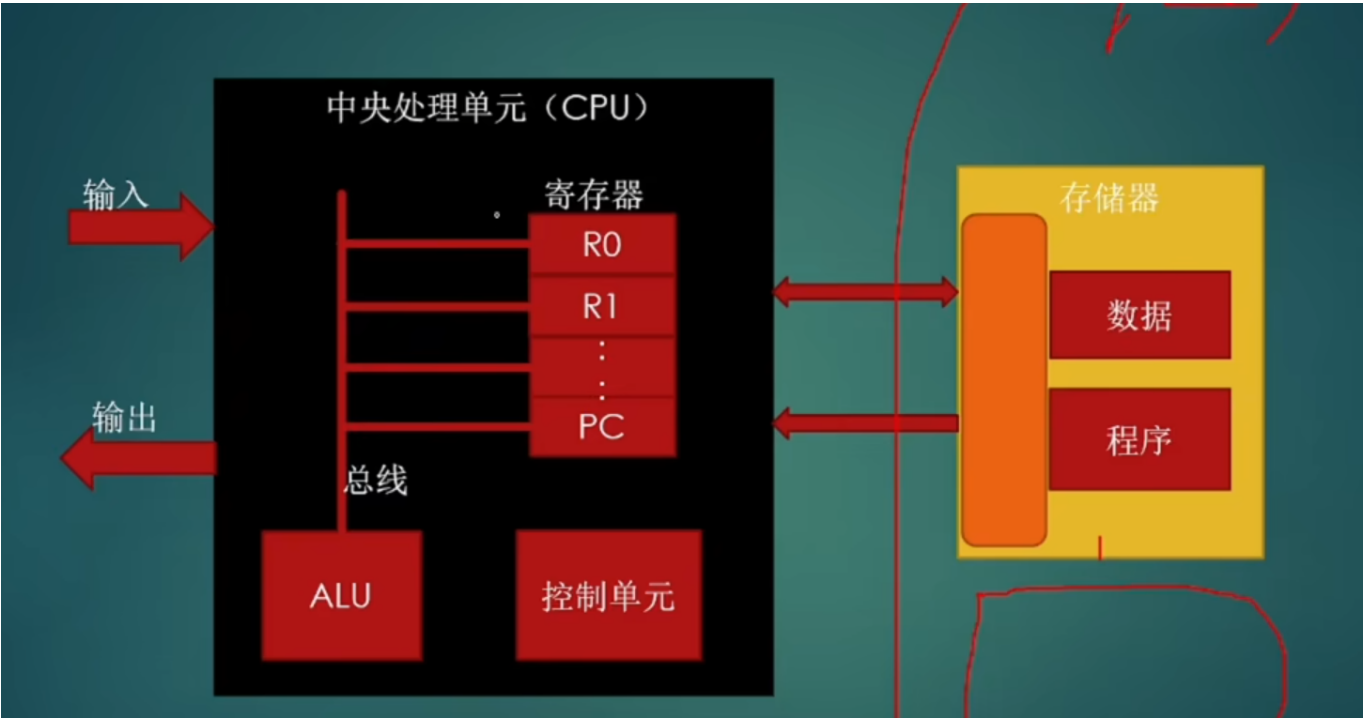 中央处理单元（CPU）
输入
寄存器
存储器
R0
R1
数据
:
:
输出
PC
程序
总线
ALU
控制单元